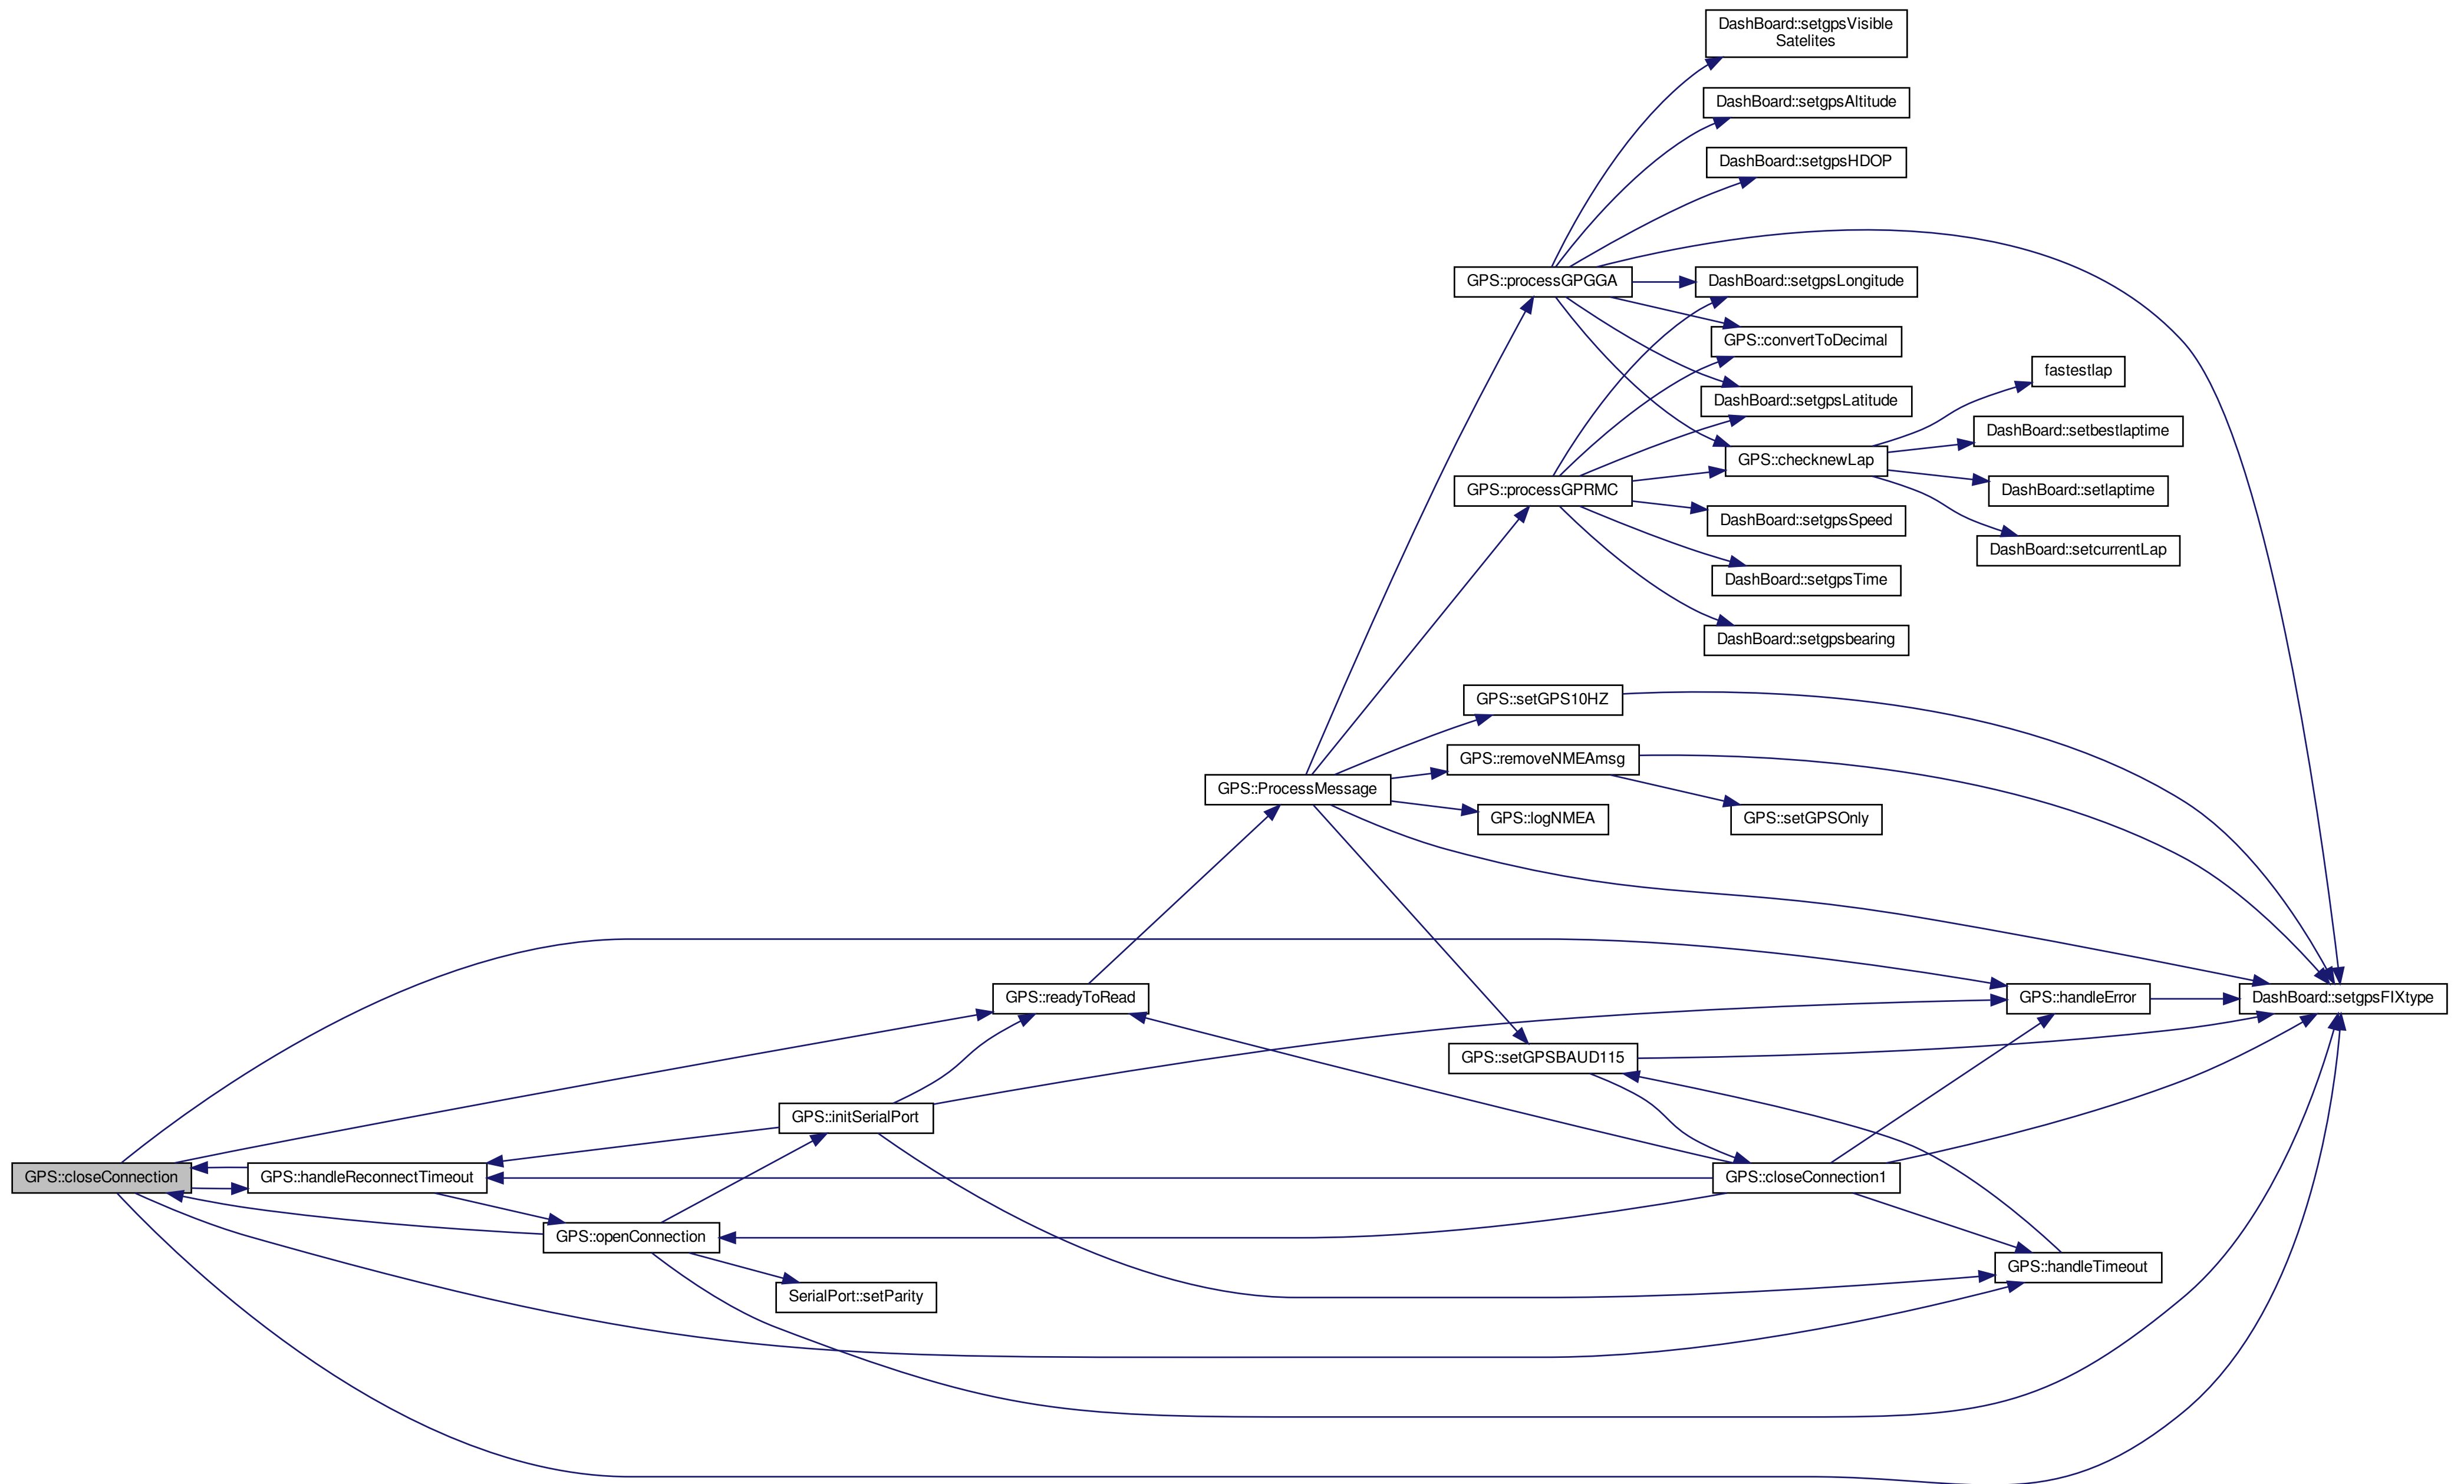 DashBoard::setgpsVisible
Satelites
DashBoard::setgpsAltitude
DashBoard::setgpsHDOP
GPS::processGPGGA
DashBoard::setgpsLongitude
GPS::convertToDecimal
fastestlap
DashBoard::setgpsLatitude
DashBoard::setbestlaptime
GPS::checknewLap
GPS::processGPRMC
DashBoard::setlaptime
DashBoard::setgpsSpeed
DashBoard::setcurrentLap
DashBoard::setgpsTime
DashBoard::setgpsbearing
GPS::setGPS10HZ
GPS::removeNMEAmsg
GPS::ProcessMessage
GPS::logNMEA
GPS::setGPSOnly
GPS::readyToRead
GPS::handleError
DashBoard::setgpsFIXtype
GPS::setGPSBAUD115
GPS::initSerialPort
GPS::closeConnection
GPS::handleReconnectTimeout
GPS::closeConnection1
GPS::openConnection
GPS::handleTimeout
SerialPort::setParity